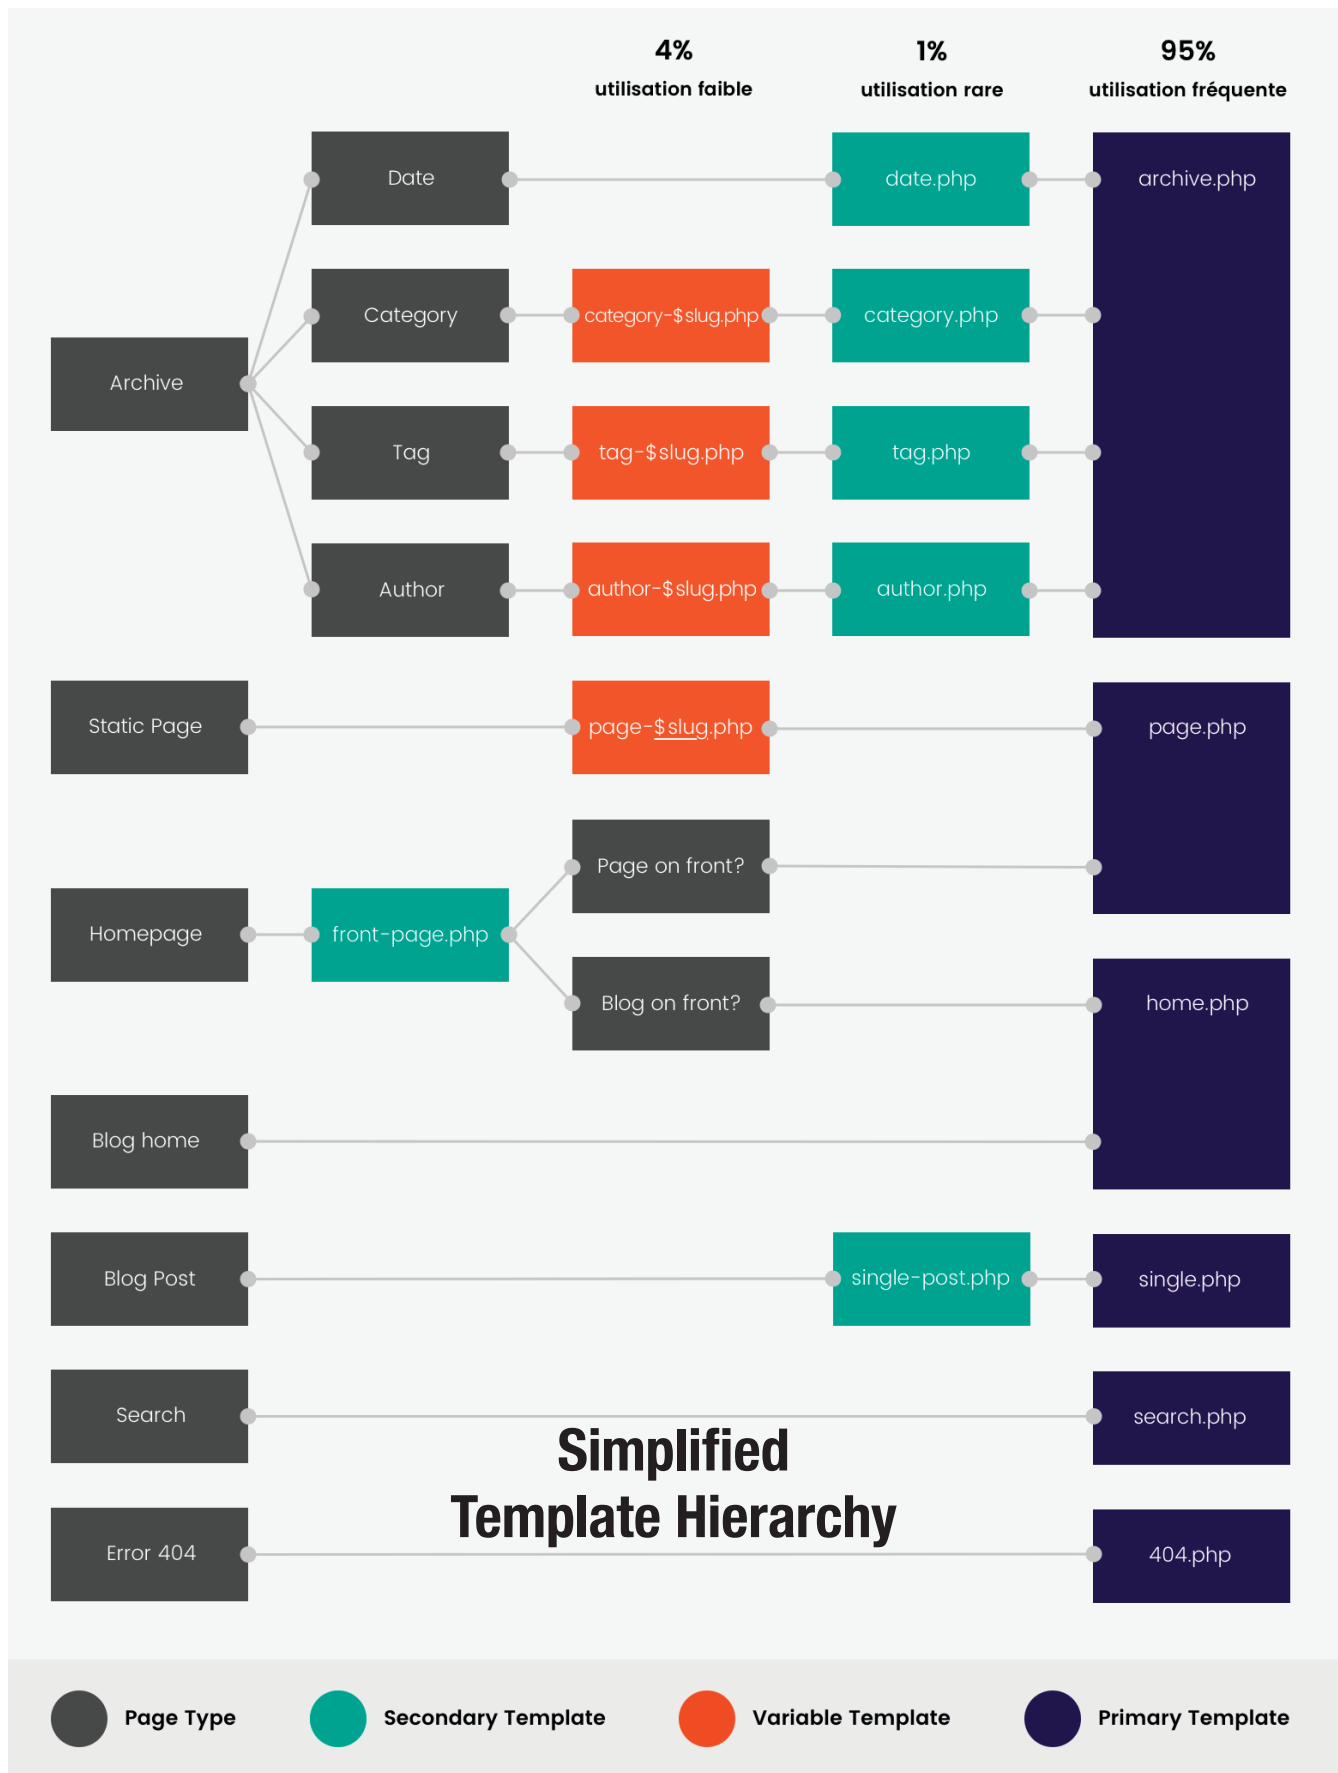 4%
1%
95%
utilisation faible
utilisation rare
utilisation fréquente
Date
date.php
archive.php
Category
category-$slug.php
category.php
Archive
Tag
tag-$slug.php
tag.php
Author
author-$slug.php
author.php
Static Page
page-$slug.php
page.php
Page on front?
Homepage
front-page.php
Blog on front?
home.php
Blog home
Blog Post
single-post.php
single.php
Search
search.php
Simplified
Template Hierarchy
Error 404
404.php
Page Type
Secondary Template
Variable Template
Primary Template